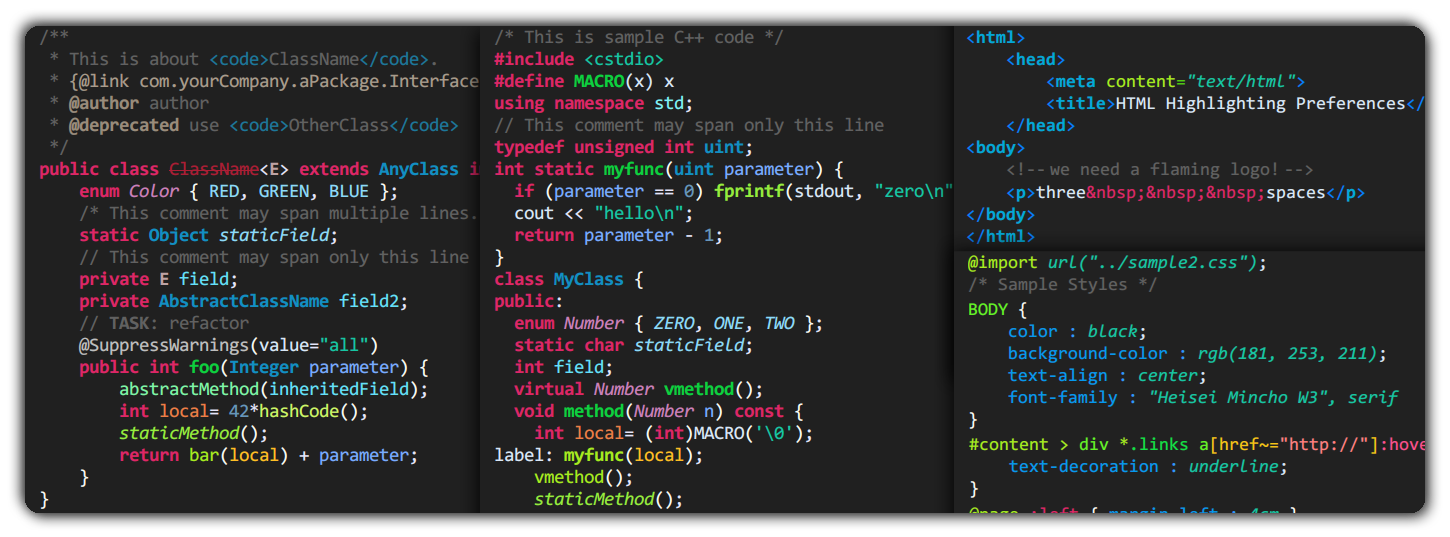 /**
 * This is about <code>ClassName</code>.
 * {@link com.yourCompany.aPackage.Interface
 * @author author
 * @deprecated use <code>OtherClass</code>
 */
public class ClassName<E> extends AnyClass i
    enum Color { RED, GREEN, BLUE };
    /* This comment may span multiple lines.
    static Object staticField;
    // This comment may span only this line
    private E field;
    private AbstractClassName field2;
    // TASK: refactor
    @SuppressWarnings(value="all")
    public int foo(Integer parameter) {
        abstractMethod(inheritedField);
        int local= 42*hashCode();
        staticMethod();
        return bar(local) + parameter;
    }
}
/* This is sample C++ code */
#include <cstdio>
#define MACRO(x) x
using namespace std;
// This comment may span only this line
typedef unsigned int uint;
int static myfunc(uint parameter) {
  if (parameter == 0) fprintf(stdout, "zero\n"
  cout << "hello\n";
  return parameter - 1;
}
class MyClass {
public:
  enum Number { ZERO, ONE, TWO };
  static char staticField;
  int field;
  virtual Number vmethod();
  void method(Number n) const {
    int local= (int)MACRO('\0');
label: myfunc(local);
    vmethod();
    staticMethod();
<html>
    <head>
        <meta content="text/html">
        <title>HTML Highlighting Preferences</
    </head>
<body>
    <!-- we need a flaming logo! -->
    <p>three&nbsp;&nbsp;&nbsp;spaces</p>
</body>
</html>
@import url("../sample2.css");
/* Sample Styles */
BODY {
    color : black;
    background-color : rgb(181, 253, 211);
    text-align : center;
    font-family : "Heisei Mincho W3", serif
}
#content > div *.links a[href~="http://"]:hove
    text-decoration : underline;
}
@page :left { margin-left : 4cm }